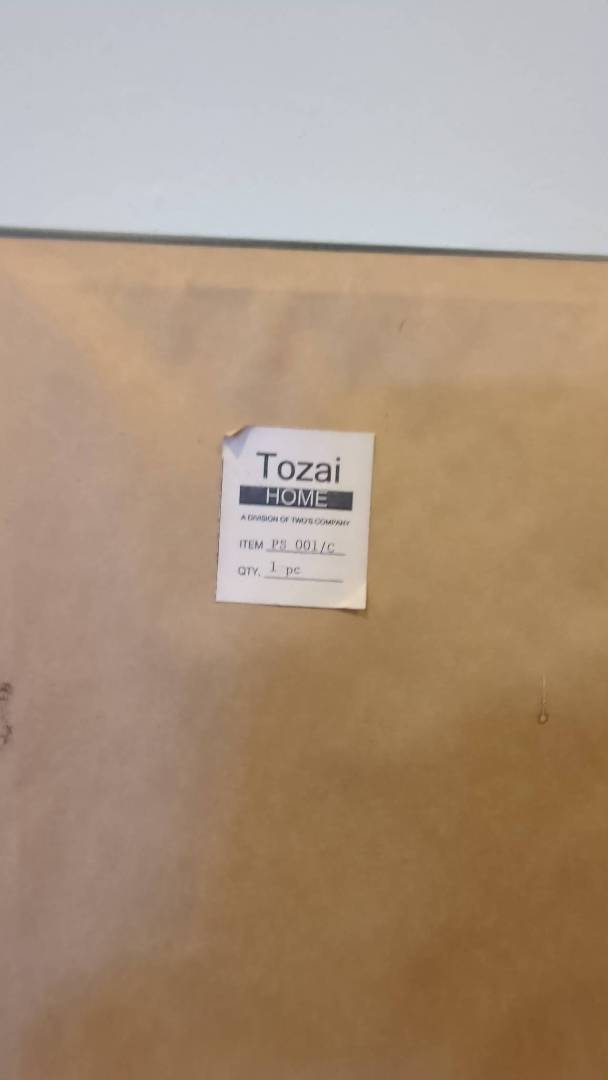 Tozai
HOME
A DIVISION OF TWO'S COMPANY
ITEM PS 001/C
QTY. 1 pc